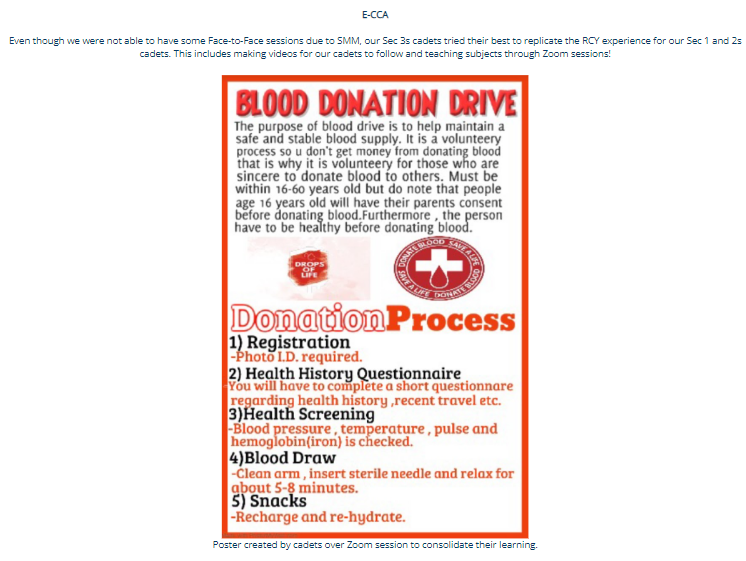 E-CCA
Even though we were not able to have some Face-to-Face sessions due to SMM, our Sec 3s cadets tried their best to replicate the RCY experience for our Sec 1 and 2s
cadets. This includes making videos for our cadets to follow and teaching subjects through Zoom sessions!
BLOOD DONATION DRIVE
The purpose of blood drive is to help maintain a
safe and stable blood supply. It is a volunteery
process so u don't get money from donating blood
that is why it is volunteery for those who are
sincere to donate blood to others. Must be
within 16-60 years old but do note that people
age 16 years old will have their parents consent
before donating blood.Furthermore , the person
have to be healthy before donating blood.
DROPS
OF
LIFE
DONATE BLOOD SAVE A LIFE
DONATE BLOOD SAVE A LIFE
DonationProcess
1) Registration
-Photo I.D. required.
2) Health History Questionnaire
-You will have to complete a short questionnare
regarding health history ,recent travel etc.
3)Health Screening
-Blood pressure , temperature , pulse and
hemoglobin(iron) is checked.
4)Blood Draw
-Clean arm , insert sterile needle and relax for
about 5-8 minutes.
5) Snacks
-Recharge and re-hydrate.
Poster created by cadets over Zoom session to consolidate their learning.